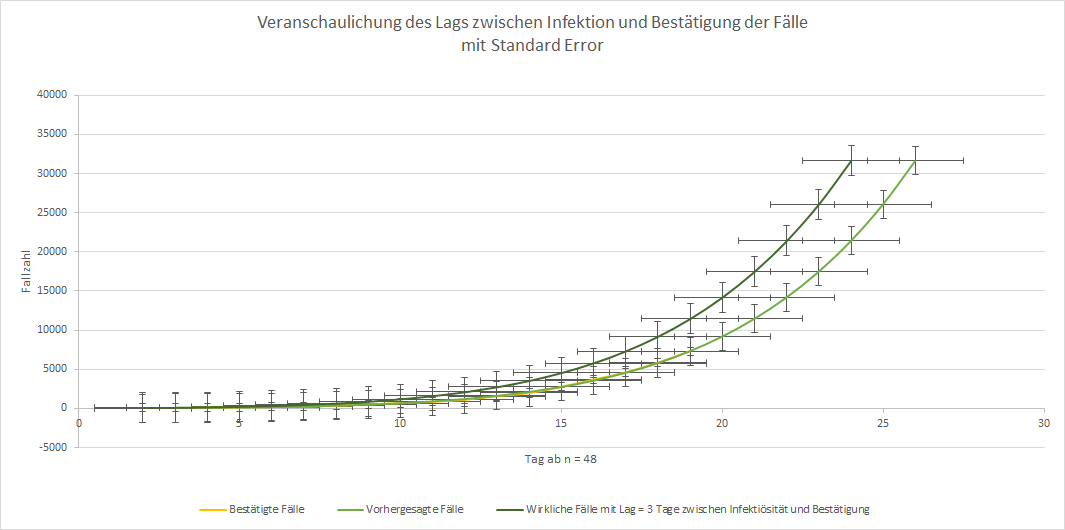 Veranschaulichung des Lags zwischen Infektion und Bestätigung der Fälle
mit Standard Error
40000
35000
30000
25000
20000
15000
10000
5000
0
-5000
Fallzahl
0 5 10 15 20 25 30
Tag ab n = 48
Bestätigte Fälle Vorhergesagte Fälle Wirkliche Fälle mit Lag = 3 Tage zwischen Infektiösität und Bestätigung